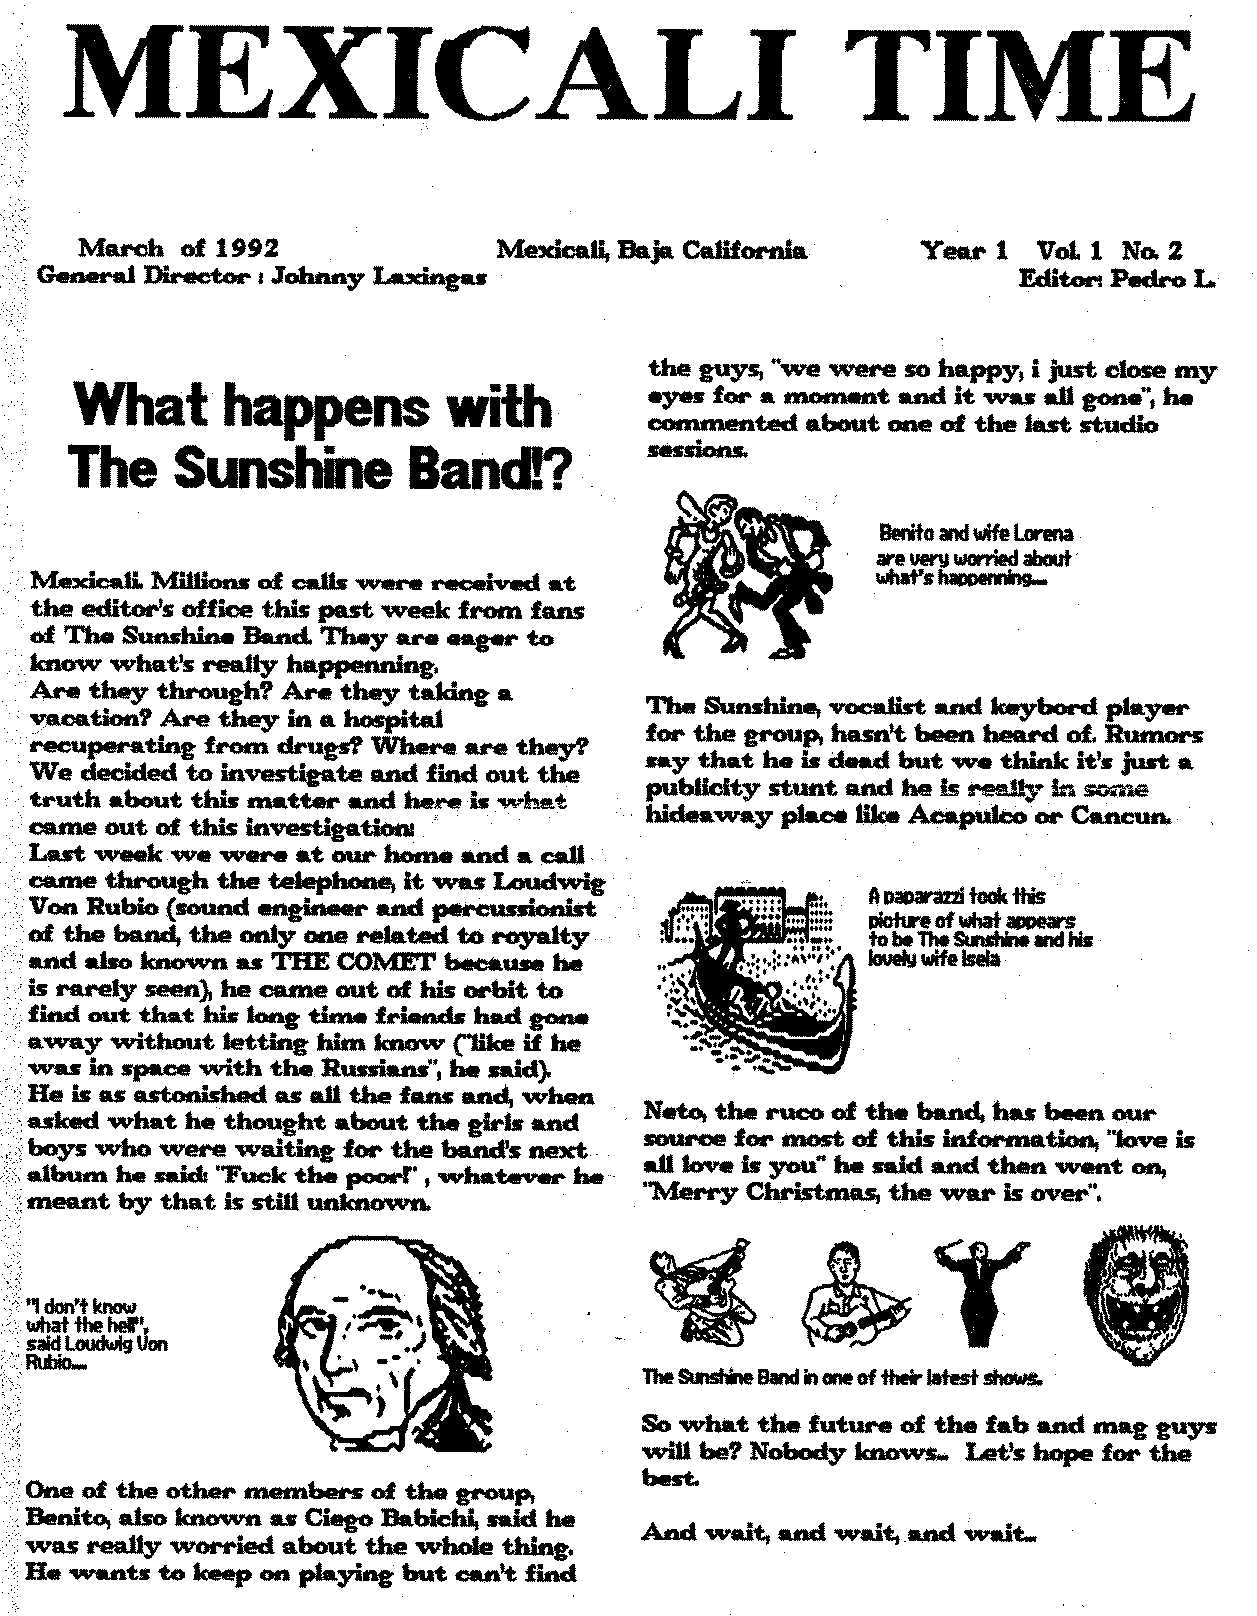 MEXICALI TIME
March of 1992
Mexicali, Baja California
Year 1 Vol. 1 No. 2
General Director : Johnny Laxingas
Editor: Pedro L.
What happens with
The Sunshine Band!?
Mexicali. Millions of calls were received at
the editor's office this past week from fans
of The Sunshine Band. They are eager to
know what's really happenning.
Are they through? Are they taking a
vacation? Are they in a hospital
recuperating from drugs? Where are they?
We decided to investigate and find out the
truth about this matter and here is what
came out of this investigation:
Last week we were at our home and a call
came through the telephone, it was Loudwig
Von Rubio (sound engineer and percussionist
of the band, the only one related to royalty
and also known as THE COMET because he
is rarely seen), he came out of his orbit to
find out that his long time friends had gone
away without letting him know ("like if he
was in space with the Russians", he said).
He is as astonished as all the fans and, when
asked what he thought about the girls and
boys who were waiting for the band's next
album he said: "Fuck the poor!" , whatever he
meant by that is still unknown.
"I don't know
what the hell",
said Loudwig Von
Rubio....
One of the other members of the group,
Benito, also known as Ciego Babichi, said he
was really worried about the whole thing.
He wants to keep on playing but can't find
the guys, "we were so happy, i just close my
eyes for a moment and it was all gone", he
commented about one of the last studio
sessions.
Benito and wife Lorena
are very worried about
what's happenning....
The Sunshine, vocalist and keybord player
for the group, hasn't been heard of. Rumors
say that he is dead but we think it's just a
publicity stunt and he is really in some
hideaway place like Acapulco or Cancun.
A paparazzi took this
picture of what appears
to be The Sunshine and his
lovely wife Isela
Neto, the ruco of the band, has been our
source for most of this information, "love is
all love is you" he said and then went on,
"Merry Christmas, the war is over".
The Sunshine Band in one of their latest shows.
So what the future of the fab and mag guys
will be? Nobody knows... Let's hope for the
best.
And wait, and wait, and wait...